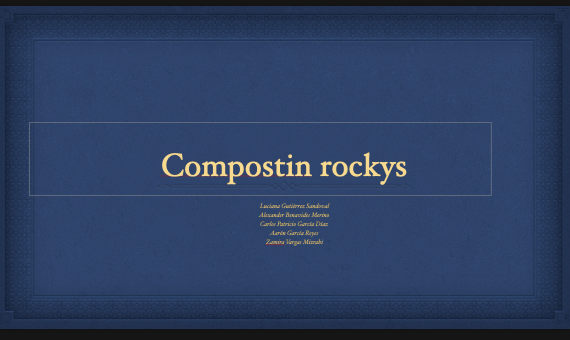 Compostin rockys
Luciana Gutiérrez Sandoval
Alexander Benavides Merino
Carlos Patricio García Díaz
Aarón García Reyes
Zamira Vargas Mizrahi